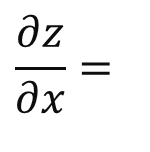 ∂z/∂x =